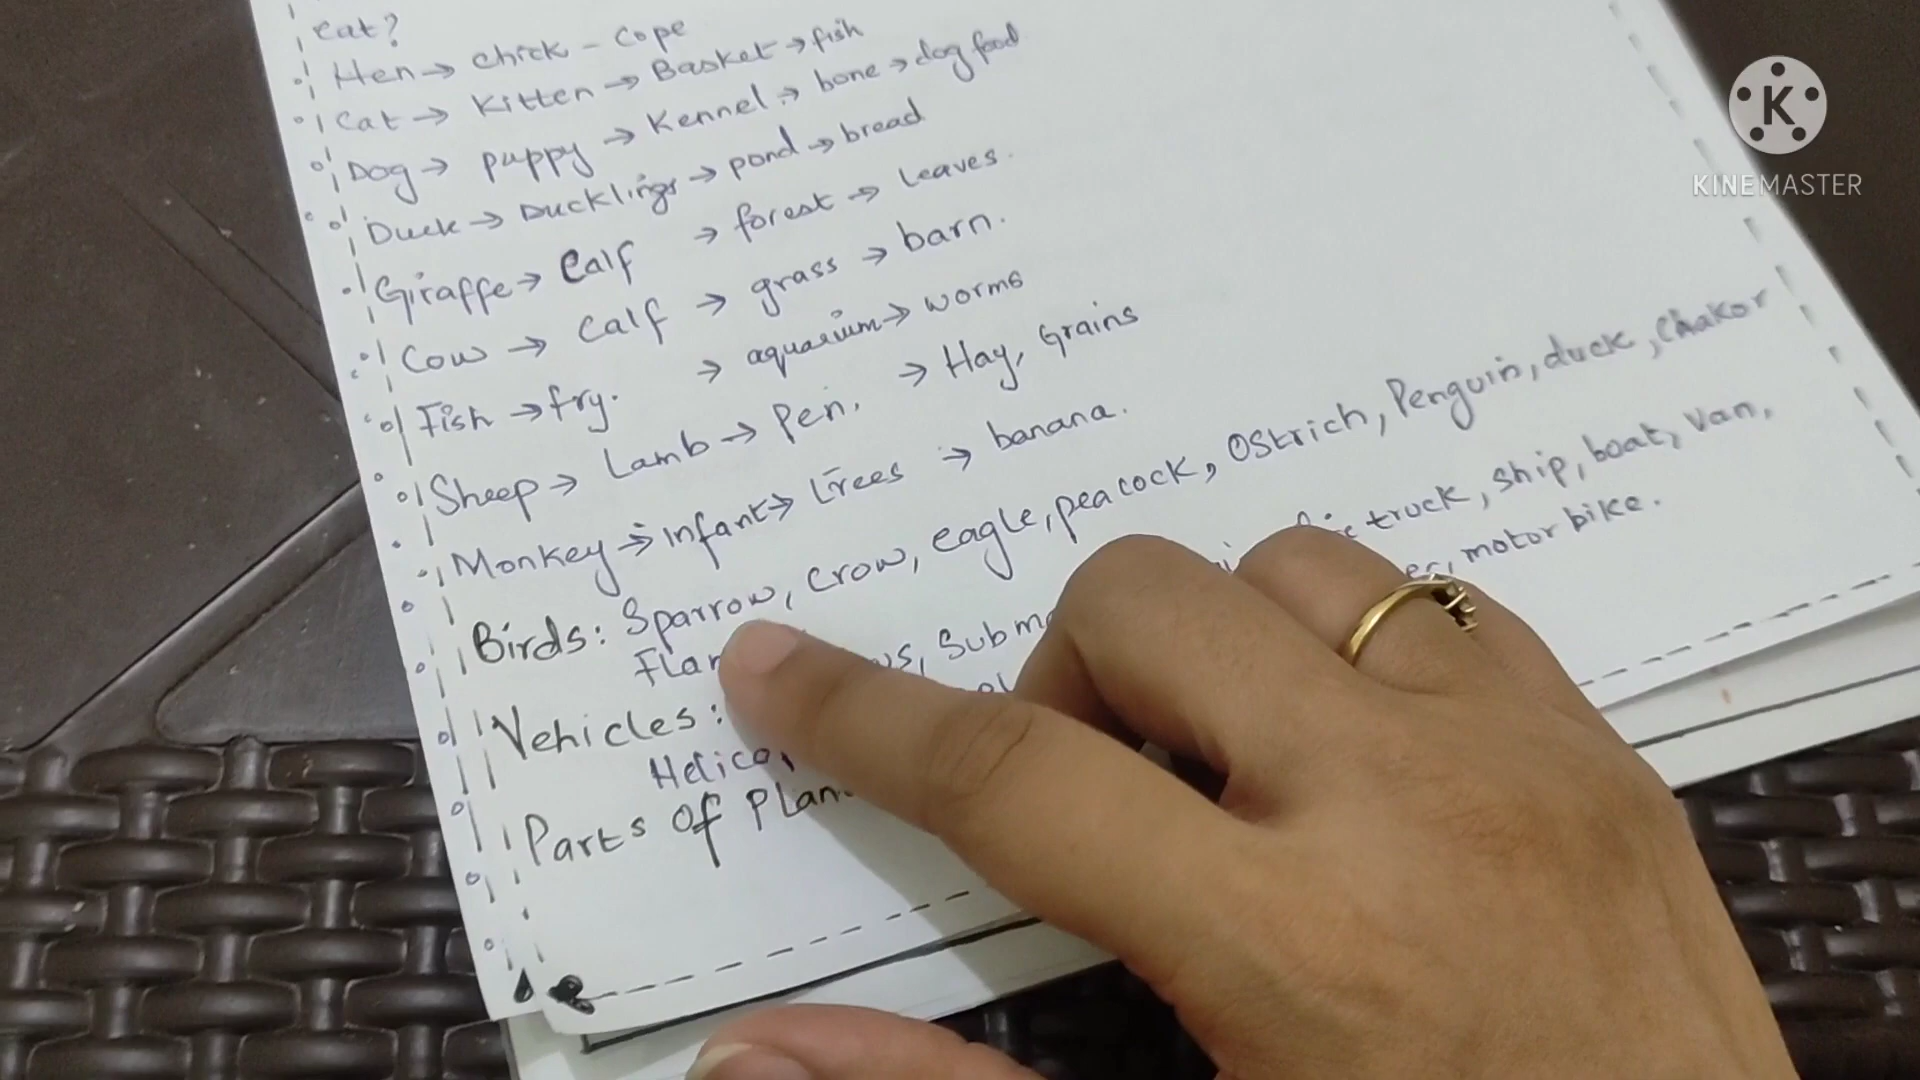 eat?
Hen → chick - Cope
Cat → Kitten → Basket → fish
Dog → puppy → Kennel → bone → dog food
Duck → Ducklings → pond → bread
Giraffe → Calf → forest → leaves.
Cow → Calf → grass → barn.
Fish → fry. → aquarium → worms
Sheep → Lamb → Pen. → Hay, Grains
Monkey → infant → trees → banana.
Birds: Sparrow, Crow, eagle, peacock, Ostrich, Penguin, duck, Chakor
Vehicles: truck, ship, boat, van,
motor bike.
Parts of
K
KINEMASTER